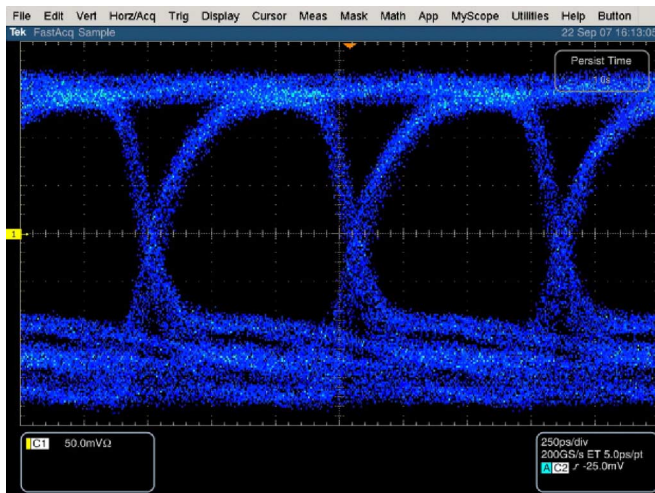 File Edit Vert Horz/Acq Trig Display Cursor Meas Mask Math App MyScope Utilities Help Button
Tek FastAcq Sample 22 Sep 07 16:13:05
Persist Time
1
C1 50.0mVΩ
250ps/div
200GS/s ET 5.0ps/pt
A C2 -25.0mV